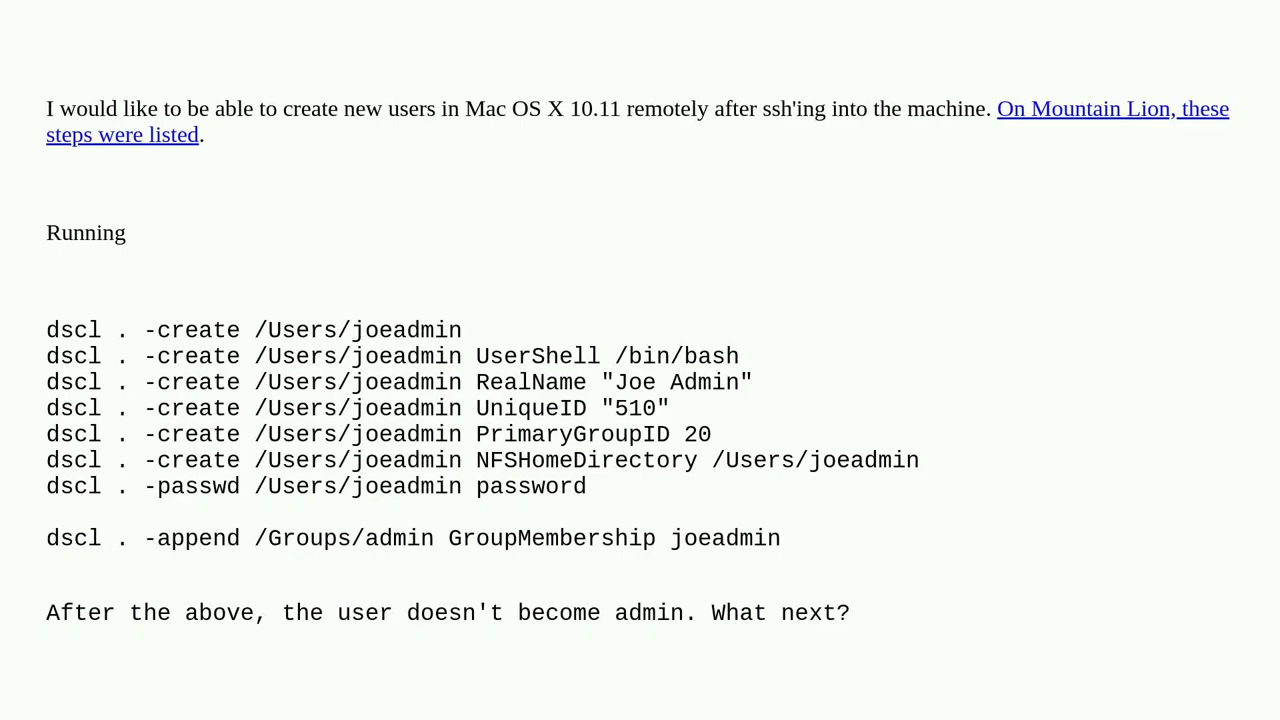 I would like to be able to create new users in Mac OS X 10.11 remotely after ssh'ing into the machine. On Mountain Lion, these
steps were listed.
Running
dscl . -create /Users/joeadmin
dscl . -create /Users/joeadmin UserShell /bin/bash
dscl . -create /Users/joeadmin RealName "Joe Admin"
dscl . -create /Users/joeadmin UniqueID "510"
dscl . -create /Users/joeadmin PrimaryGroupID 20
dscl . -create /Users/joeadmin NFSHomeDirectory /Users/joeadmin
dscl . -passwd /Users/joeadmin password
dscl . -append /Groups/admin GroupMembership joeadmin
After the above, the user doesn't become admin. What next?